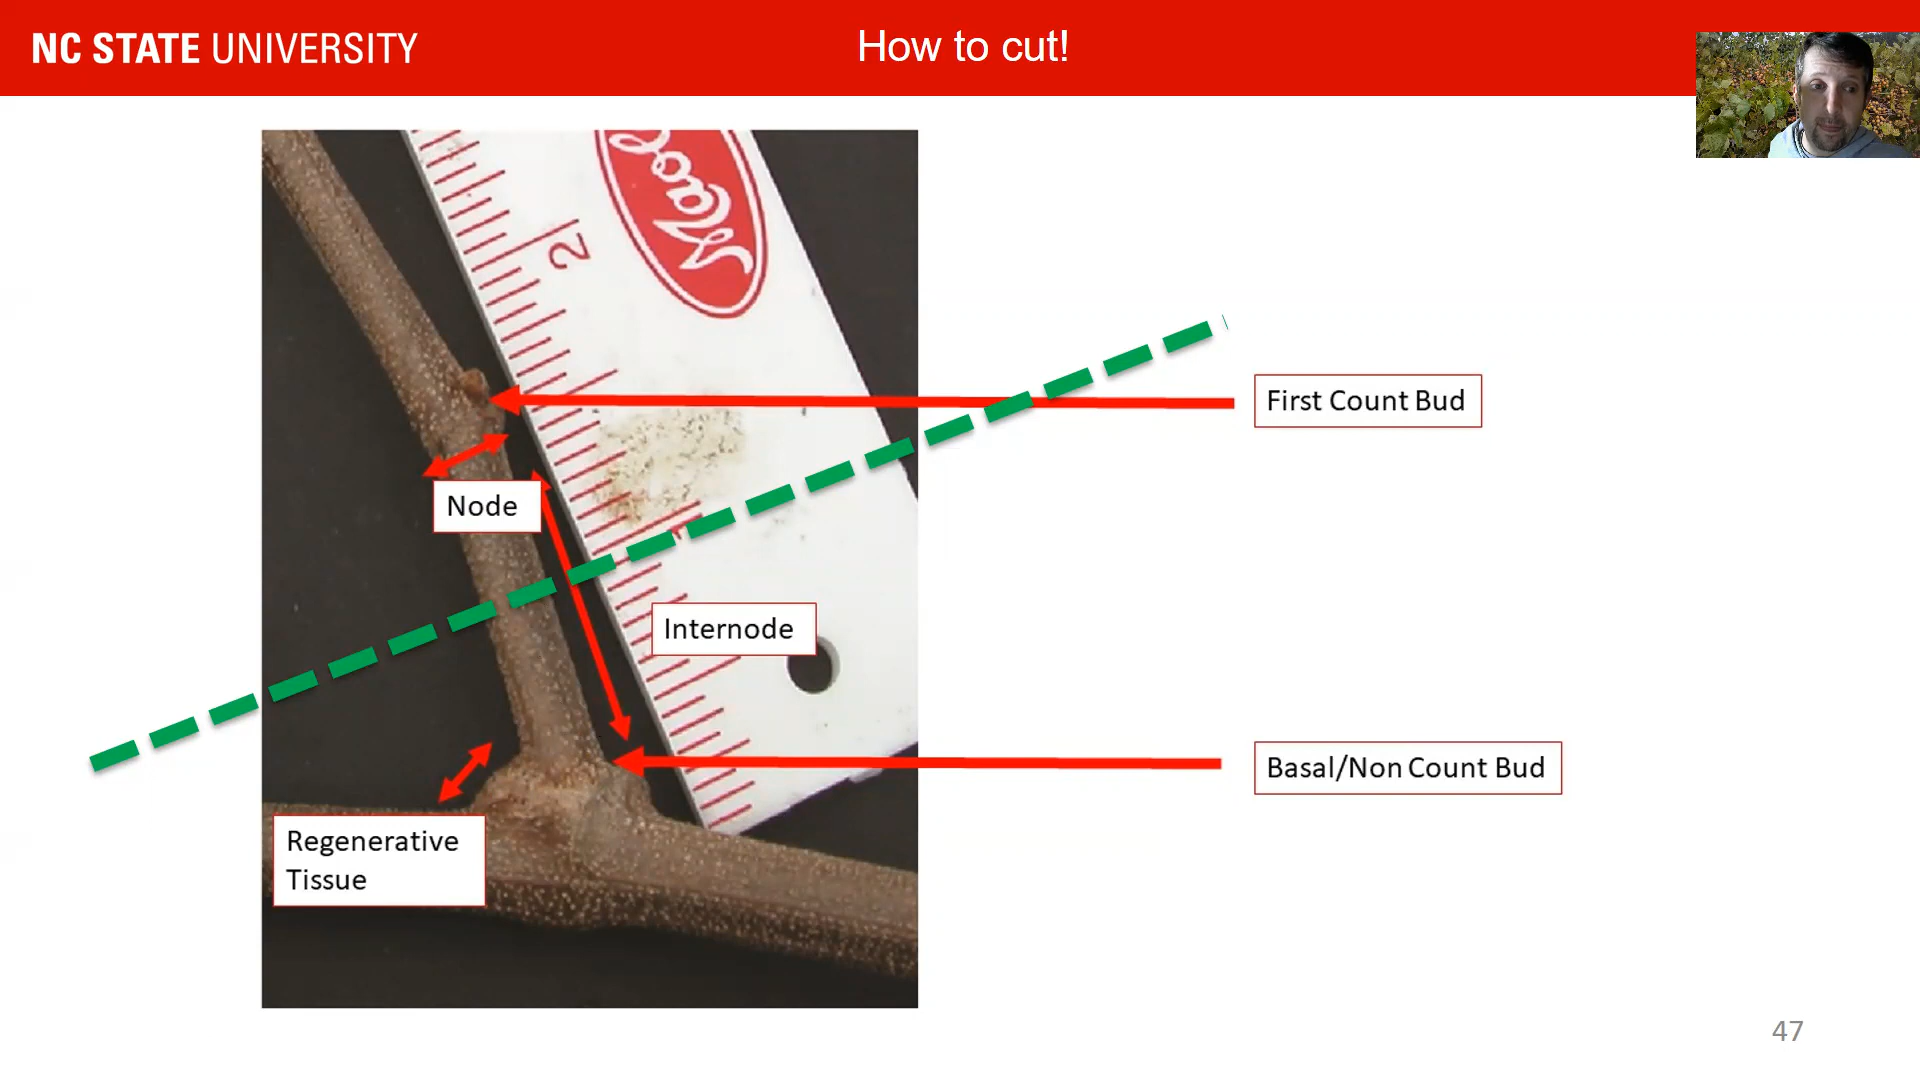 NC STATE UNIVERSITY
How to cut!
2
First Count Bud
Node
Internode
Basal/Non Count Bud
Regenerative
Tissue
47